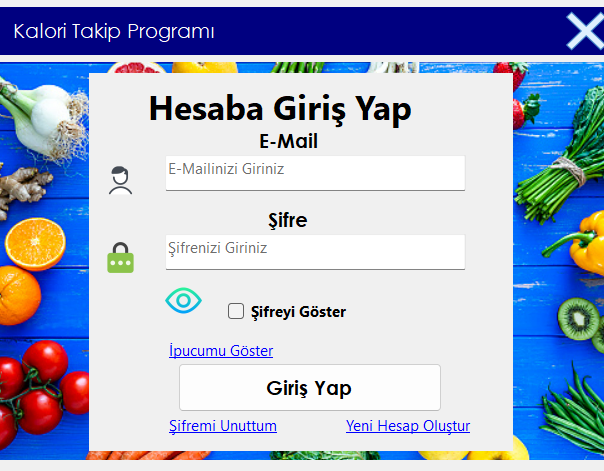 Kalori Takip Programı
Hesaba Giriş Yap
E-Mail
E-Mailinizi Giriniz
Şifre
Şifrenizi Giriniz
Şifreyi Göster
İpucumu Göster
Giriş Yap
Şifremi Unuttum
Yeni Hesap Oluştur